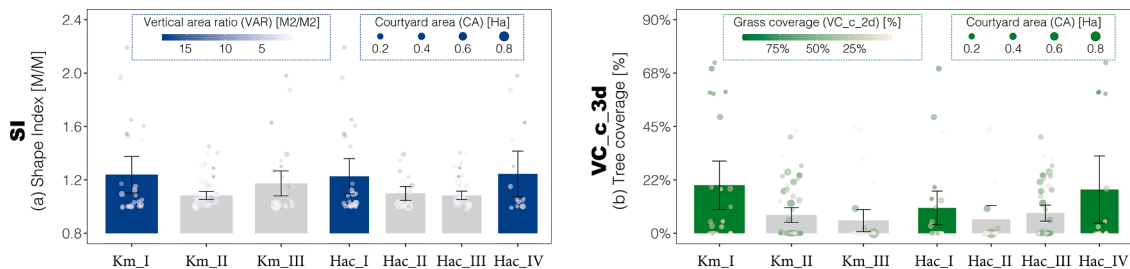 Vertical area ratio (VAR) [M2/M2]
15 10 5
Courtyard area (CA) [Ha]
0.2 0.4 0.6 0.8
SI
(a) Shape Index [M/M]
2.4
2.0
1.6
1.2
0.8
Km_I Km_II Km_III Hac_I Hac_II Hac_III Hac_IV
Grass coverage (VC_c_2d) [%]
75% 50% 25%
Courtyard area (CA) [Ha]
0.2 0.4 0.6 0.8
VC_c_3d
(b) Tree coverage [%]
90%
68%
45%
22%
0%
Km_I Km_II Km_III Hac_I Hac_II Hac_III Hac_IV